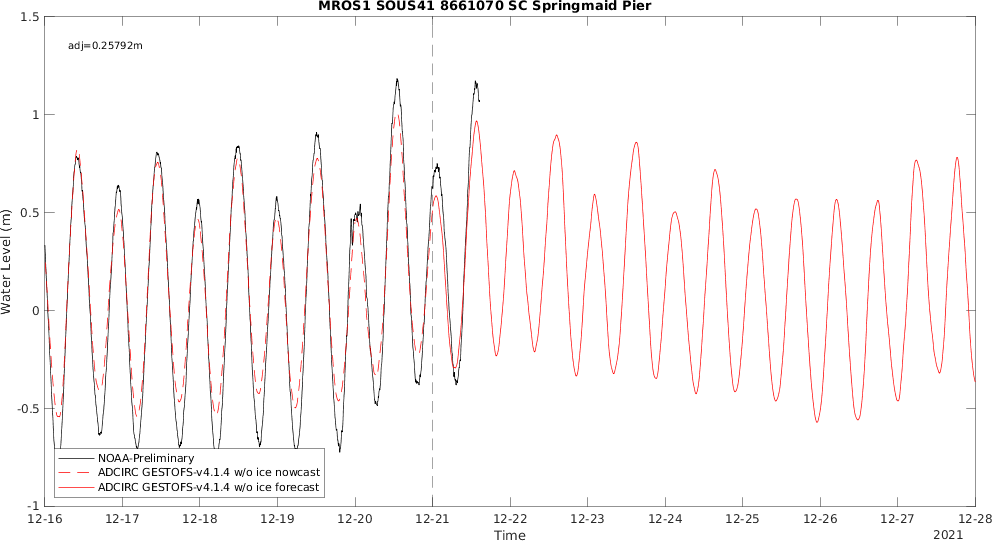 MROS1 SOUS41 8661070 SC Springmaid Pier
adj=0.25792m
1.5
1
0.5
0
-0.5
-1
Water Level (m)
NOAA-Preliminary
ADCIRC GESTOFS-v4.1.4 w/o ice nowcast
ADCIRC GESTOFS-v4.1.4 w/o ice forecast
12-16 12-17 12-18 12-19 12-20 12-21 12-22 12-23 12-24 12-25 12-26 12-27 12-28
Time
2021